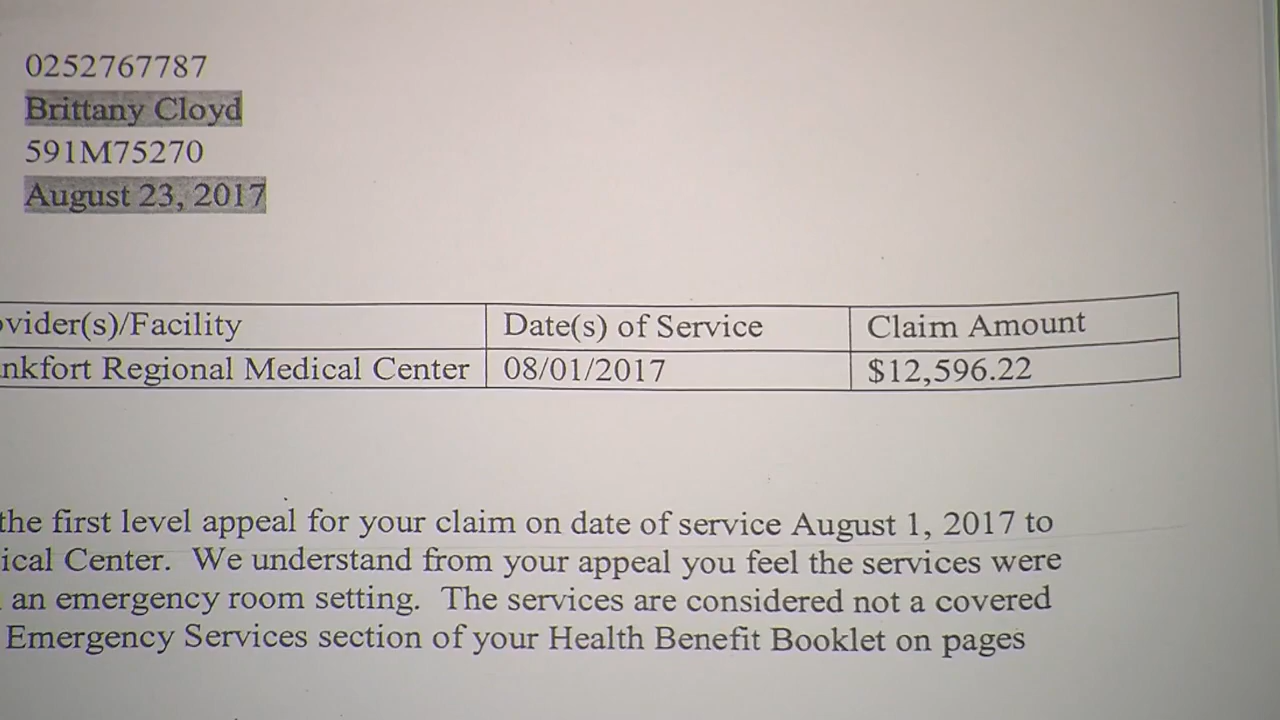 0252767787
Brittany Cloyd
591M75270
August 23, 2017
vider(s)/Facility Date(s) of Service Claim Amount
nkfort Regional Medical Center 08/01/2017 $12,596.22
the first level appeal for your claim on date of service August 1, 2017 to
ical Center. We understand from your appeal you feel the services were
an emergency room setting. The services are considered not a covered
Emergency Services section of your Health Benefit Booklet on pages